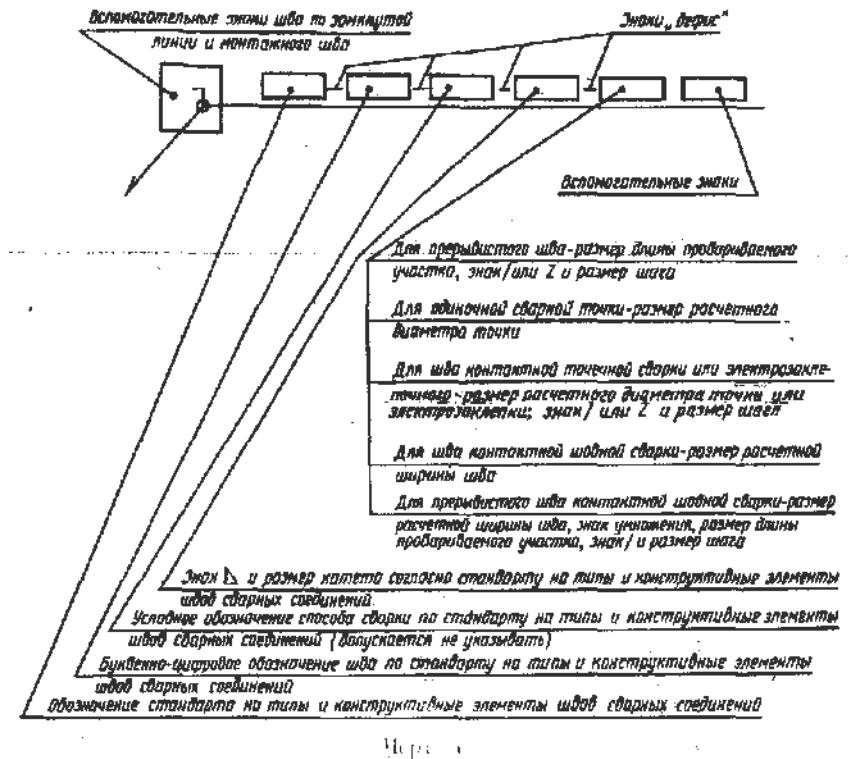 Вспомогательные знаки шва по замкнутой
линии и монтажного шва
Знаки „дефис"
Вспомогательные знаки
Для прерывистого шва-размер длины провариваемого
участка, знак/или Z и размер шага
Для одиночной сварной точки-размер расчетного
диаметра точки
Для шва контактной точечной сварки или электрозакле-
почного-размер расчетного диаметра точки или
электрозаклепки; знак/ или Z и размер шага
Для шва контактной шовной сварки-размер расчетной
ширины шва
Для прерывистого шва контактной шовной сварки-размер
расчетной ширины шва, знак умножения, размер длины
провариваемого участка, знак/ и размер шага
Знак ◺ и размер катета согласно стандарту на типы и конструктивные элементы
швов сварных соединений
Условное обозначение способа сварки по стандарту на типы и конструктивные элементы
швов сварных соединений (допускается не указывать)
Буквенно-цифровое обозначение шва по стандарту на типы и конструктивные элементы
швов сварных соединений
Обозначение стандарта на типы и конструктивные элементы швов сварных соединений